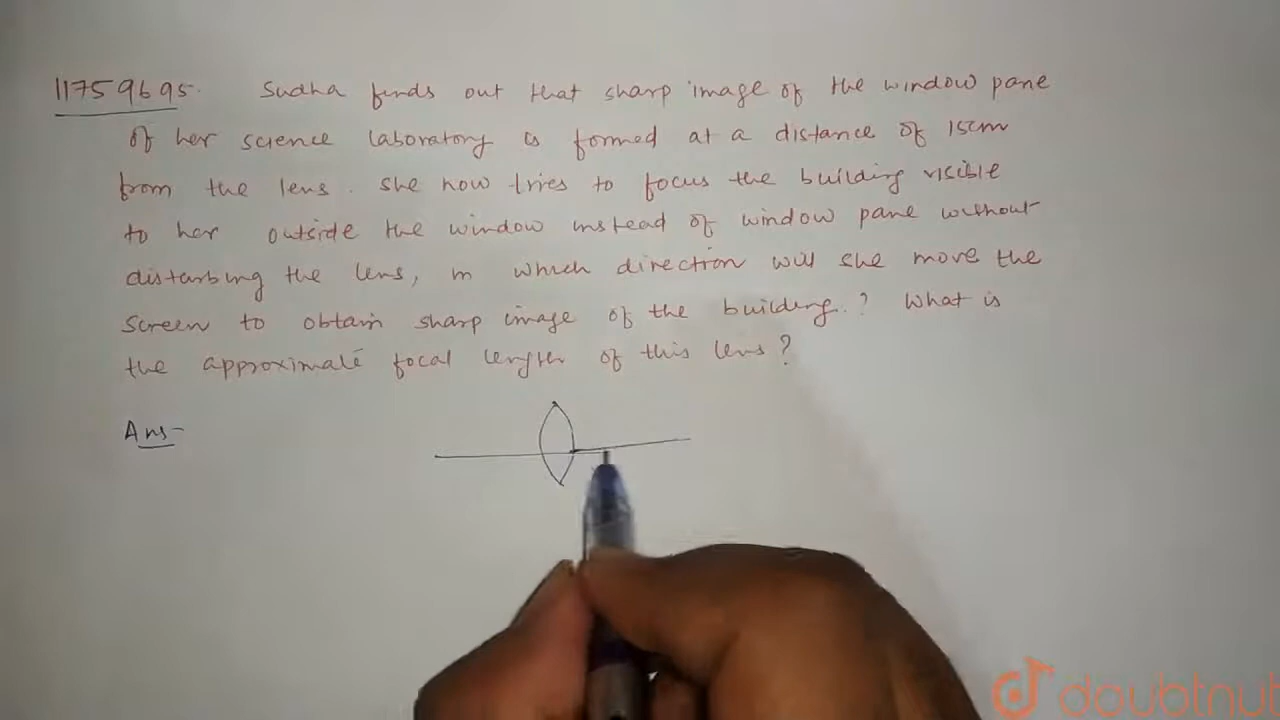 11759695. Sudha finds out that sharp image of the window pane
of her science laboratory is formed at a distance of 15cm
from the lens. She now tries to focus the building visible
to her outside the window instead of window pane without
disturbing the lens, in which direction will she move the
screen to obtain sharp image of the building..? What is
the approximate focal length of this lens?
Ans-
doubtnut